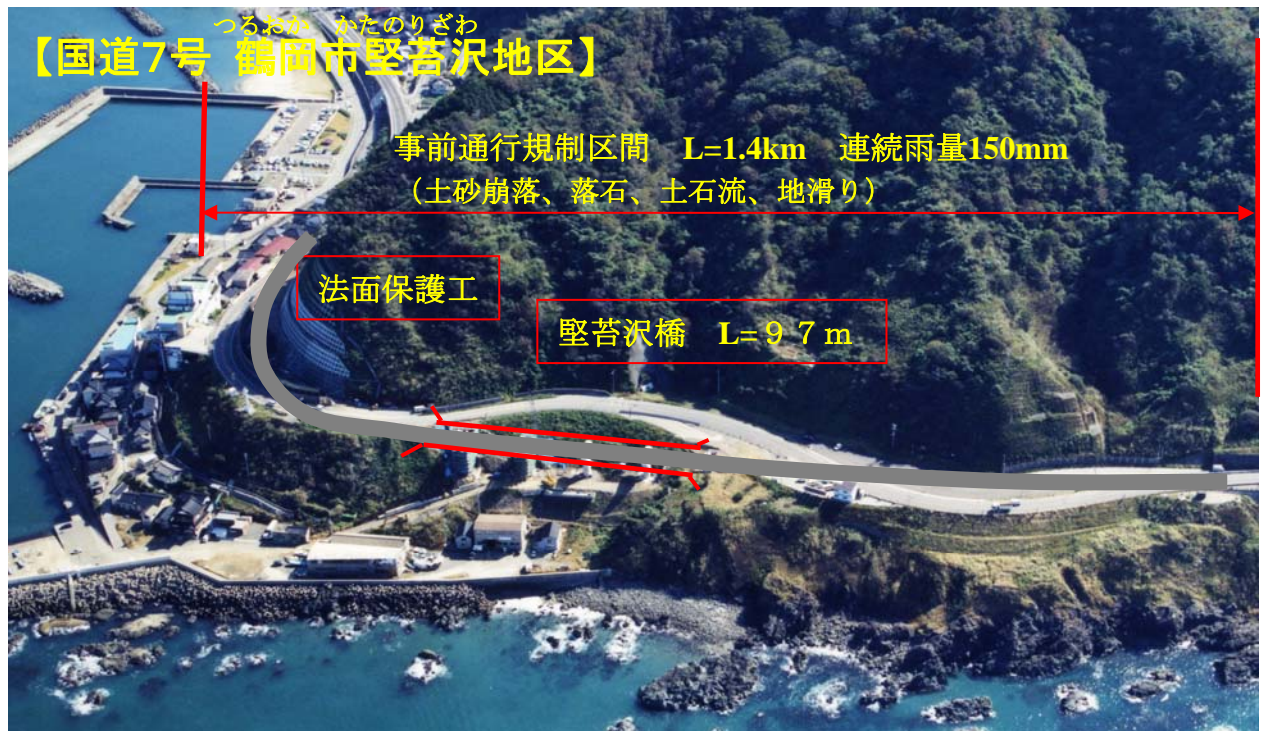 つるおか　かたのりざわ
【国道7号 鶴岡市堅苔沢地区】
事前通行規制区間　L=1.4km　連続雨量150mm
（土砂崩落、落石、土石流、地滑り）
法面保護工
堅苔沢橋　L=９７ｍ